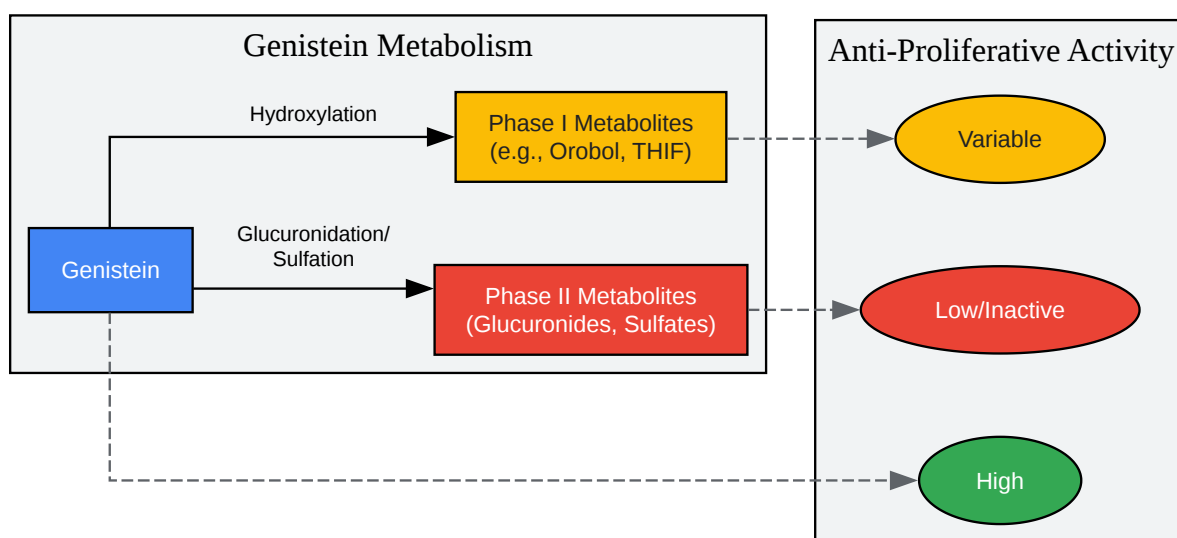 Genistein Metabolism
Anti-Proliferative Activity
Hydroxylation
Phase I Metabolites
(e.g., Orobol, THIF)
Variable
Glucuronidation/
Sulfation
Genistein
Phase II Metabolites
(Glucuronides, Sulfates)
Low/Inactive
High